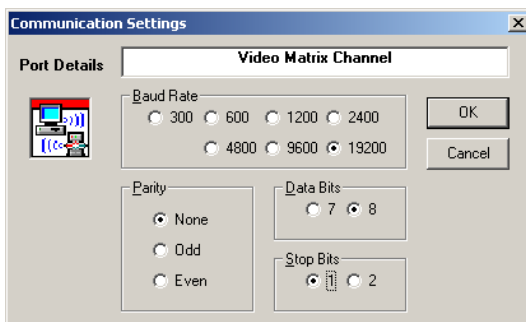 Communication Settings
Port Details
Video Matrix Channel
Baud Rate
300 600 1200 2400
4800 9600 19200
OK
Cancel
Parity
None
Odd
Even
Data Bits
7 8
Stop Bits
1 2